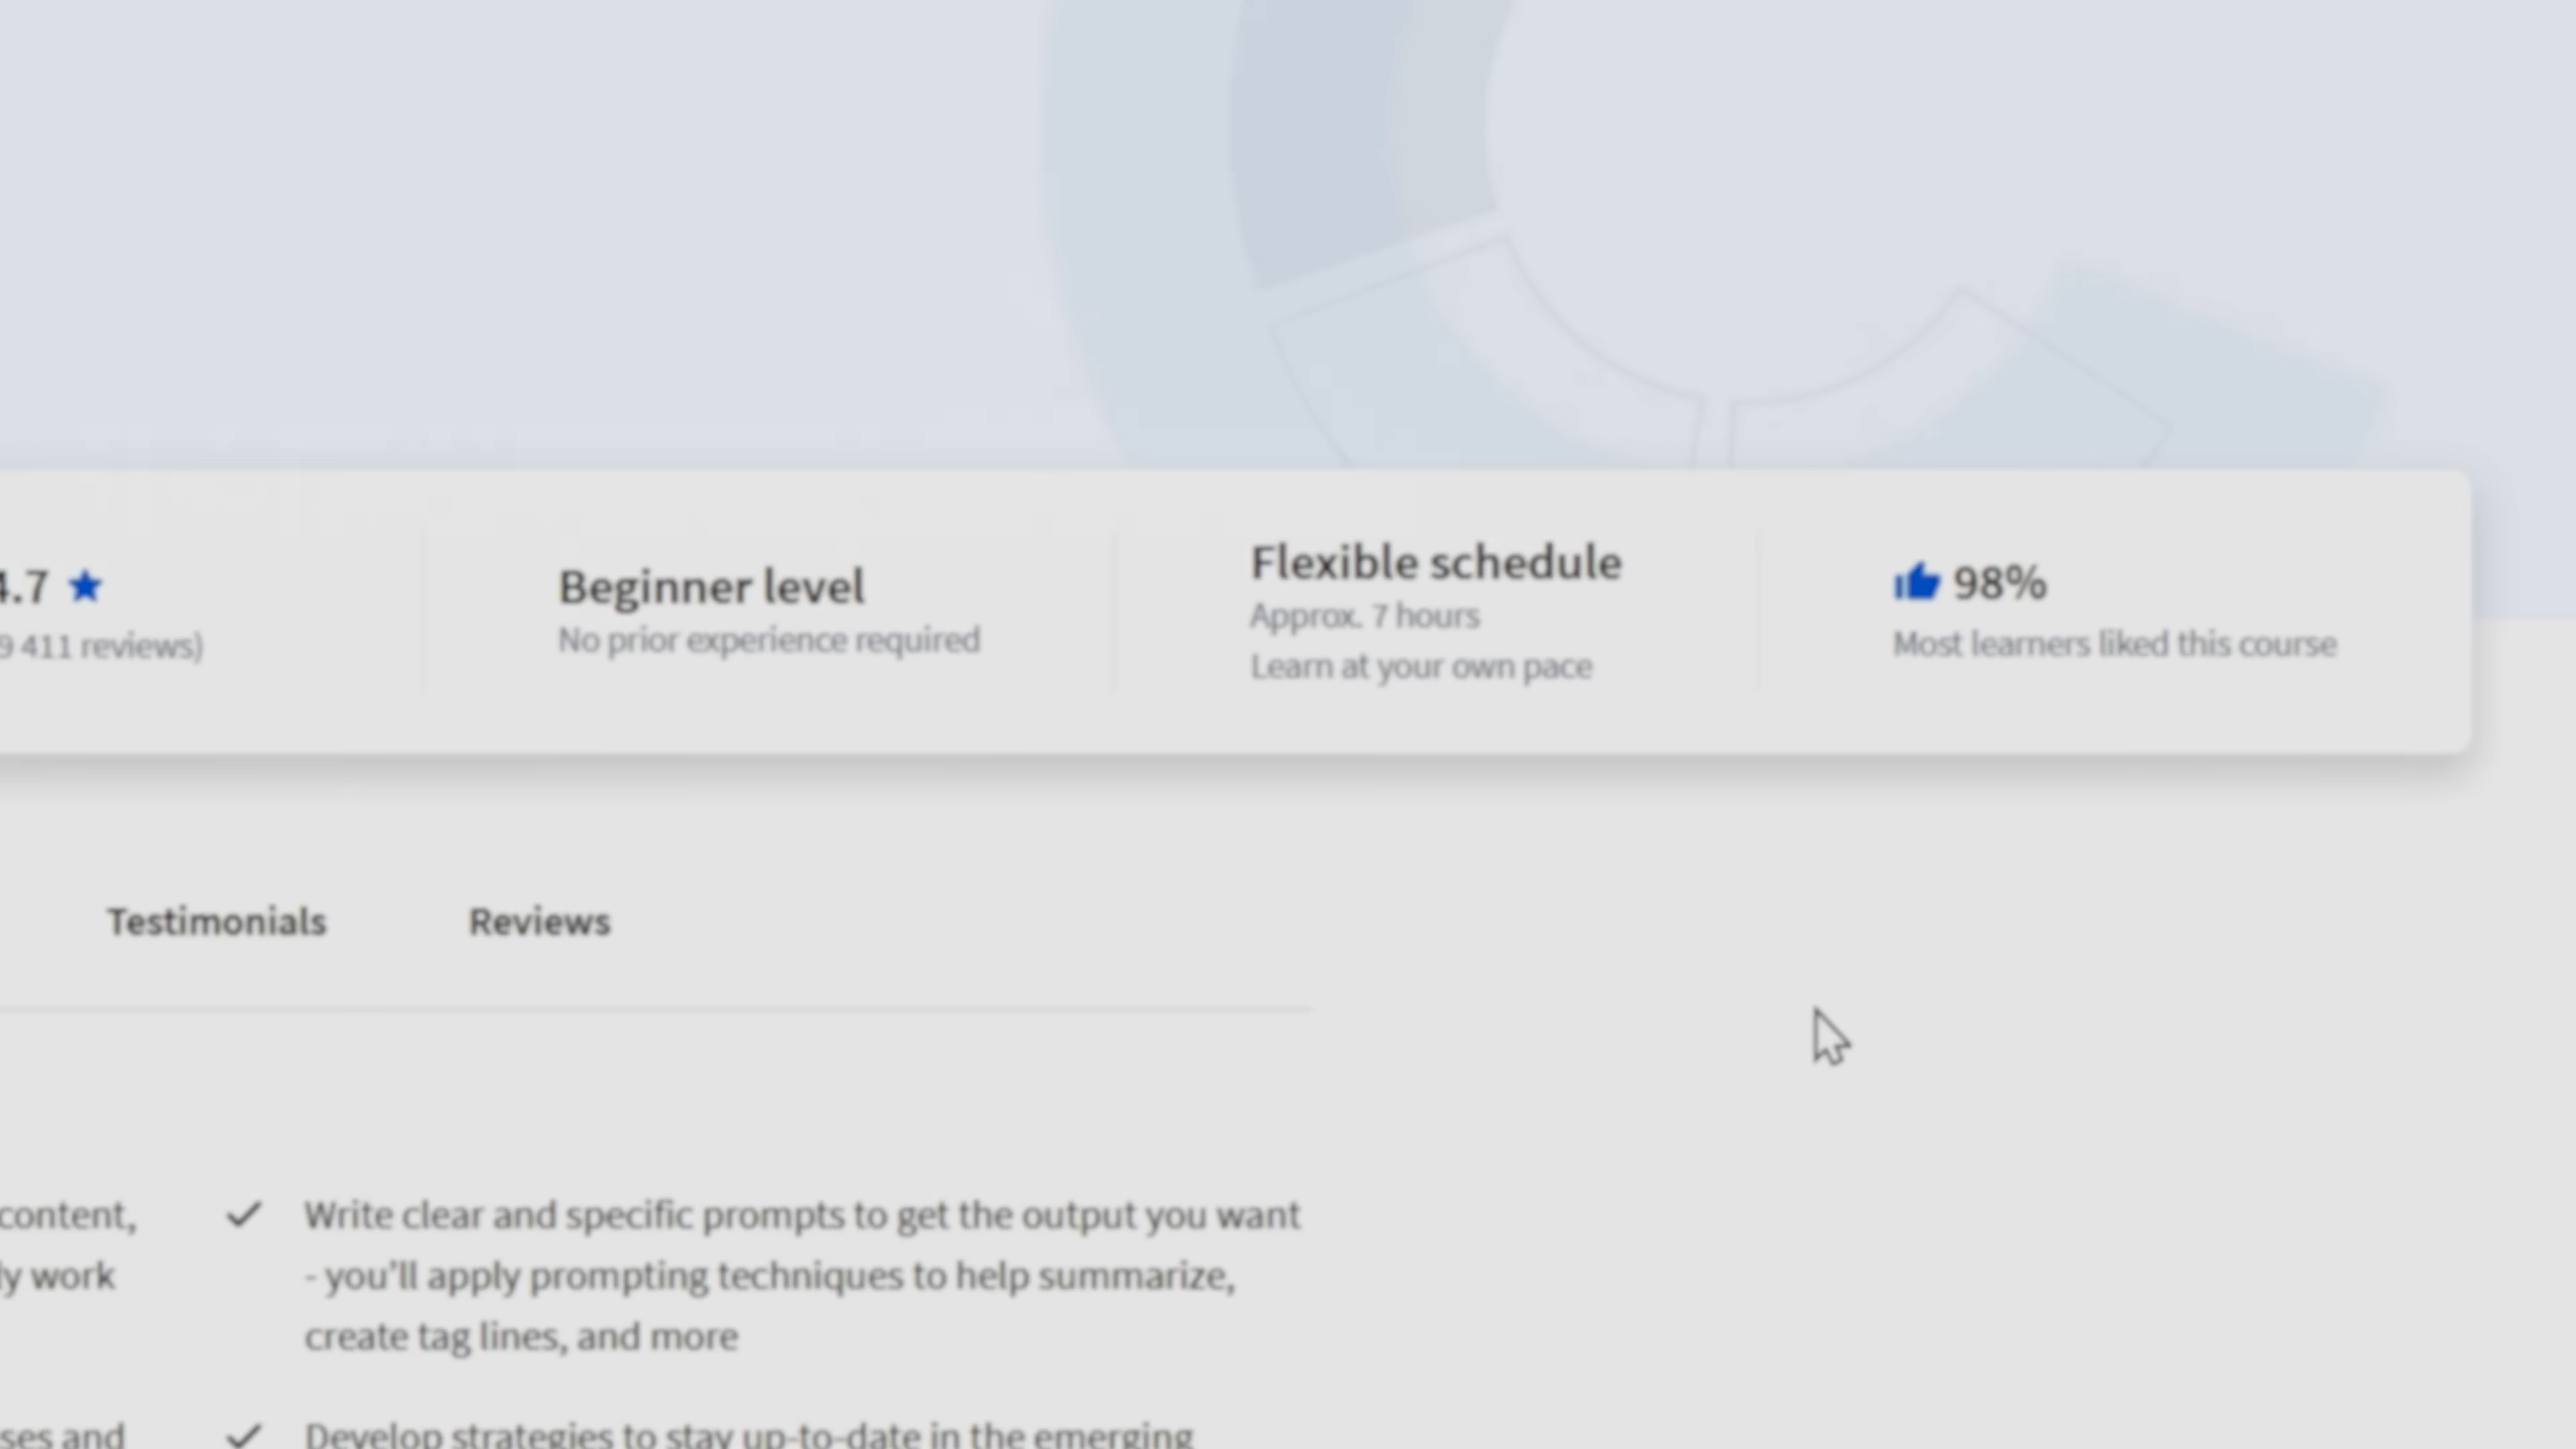 4.7
9 411 reviews)
Beginner level
No prior experience required
Flexible schedule
Approx. 7 hours
Learn at your own pace
98%
Most learners liked this course
Testimonials
Reviews
content,
ly work
Write clear and specific prompts to get the output you want
- you’ll apply prompting techniques to help summarize,
create tag lines, and more
ses and
Develop strategies to stay up-to-date in the emerging